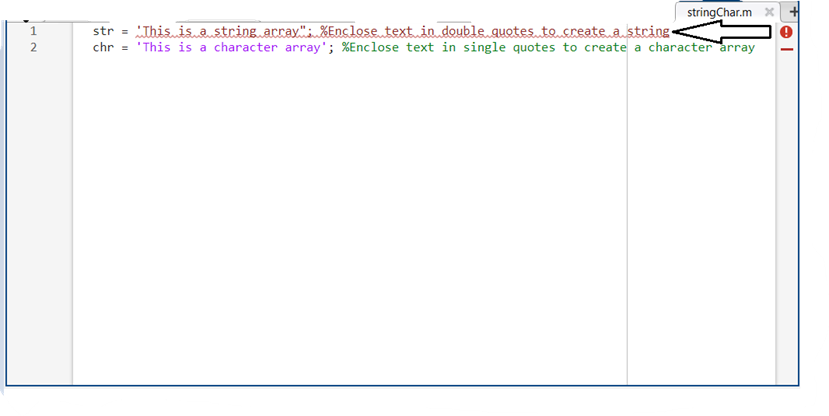 stringChar.m
1 str = 'This is a string array"; %Enclose text in double quotes to create a string
2 chr = 'This is a character array'; %Enclose text in single quotes to create a character array